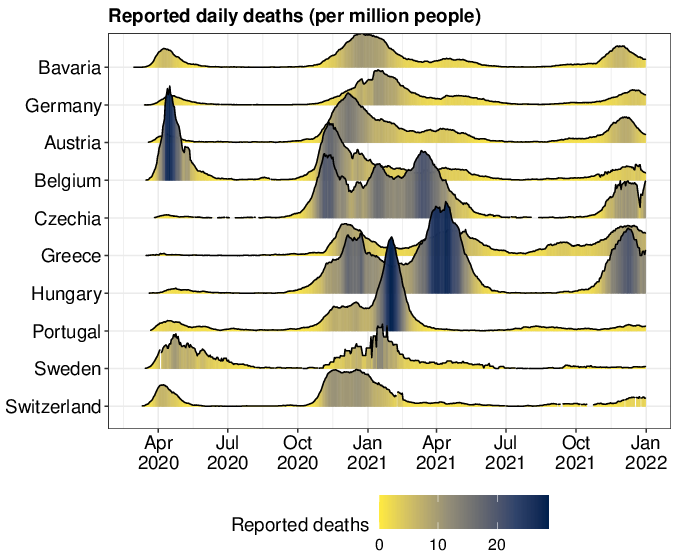 Reported daily deaths (per million people)
Bavaria
Germany
Austria
Belgium
Czechia
Greece
Hungary
Portugal
Sweden
Switzerland
Apr Jul Oct Jan Apr Jul Oct Jan
2020 2020 2020 2021 2021 2021 2021 2022
Reported deaths
0 10 20